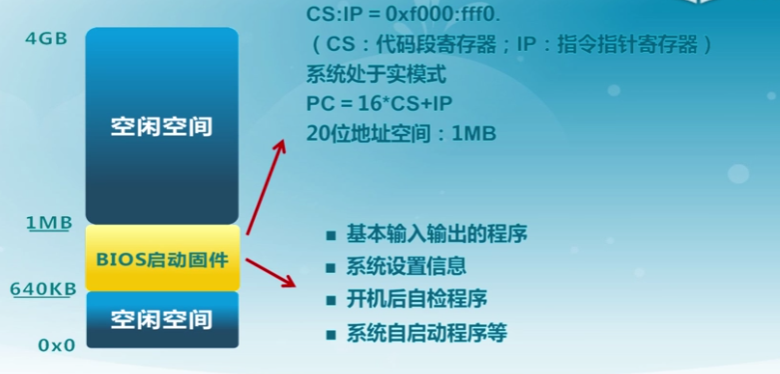 CS:IP = 0xf000:fff0.
（CS：代码段寄存器；IP：指令指针寄存器）
系统处于实模式
PC = 16*CS+IP
20位地址空间：1MB
4GB
空闲空间
1MB
BIOS启动固件
640KB
空闲空间
0x0
■ 基本输入输出的程序
■ 系统设置信息
■ 开机后自检程序
■ 系统自启动程序等